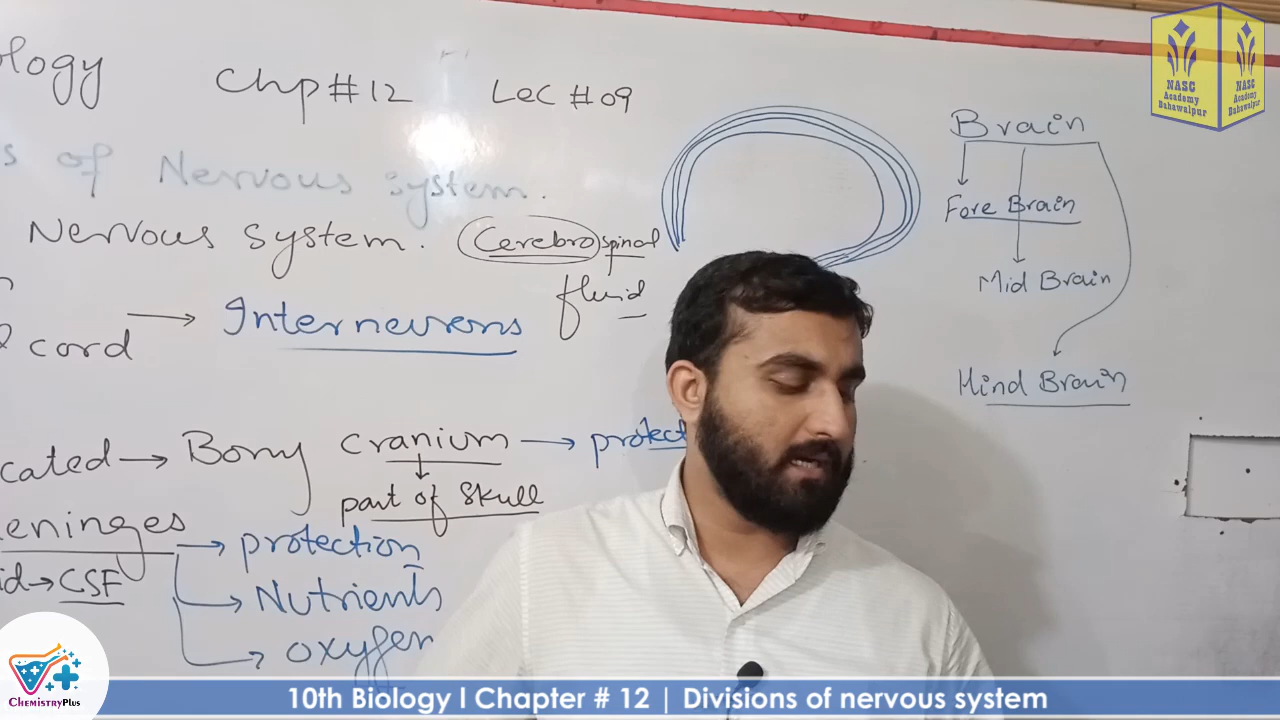 ology Chp # 12 Lec # 09
s of Nervous system.
Nervous system. Cerebro spinal
fluid
cord → Interneurons
cated → Bony cranium → protect
part of Skull
eninges → protection
id → CSF → Nutrients
→ oxygen
Brain
Fore Brain
Mid Brain
Hind Brain
NASC
Academy
Bahawalpur
NASC
Academy
Bahawalpur
ChemistryPlus
10th Biology I Chapter # 12 | Divisions of nervous system